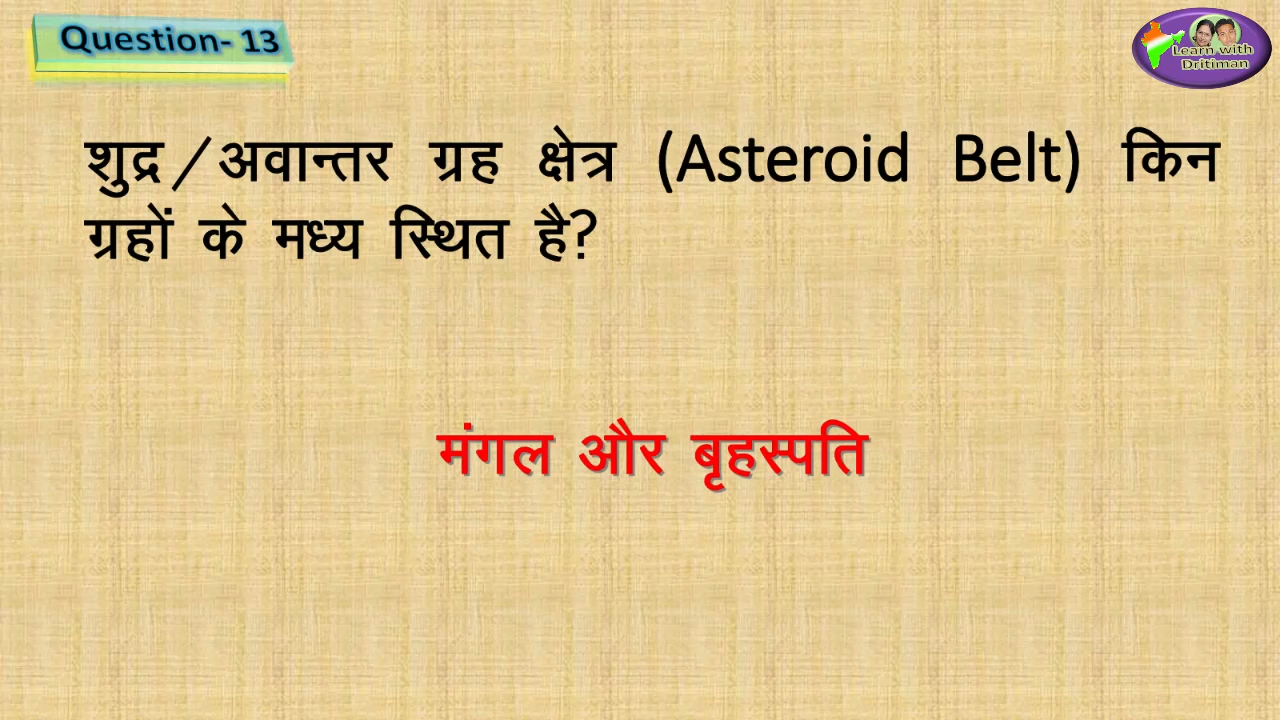 Question- 13
Learn with
Dritiman
शुद्र/अवान्तर ग्रह क्षेत्र (Asteroid Belt) किन
ग्रहों के मध्य स्थित है?
मंगल और बृहस्पति